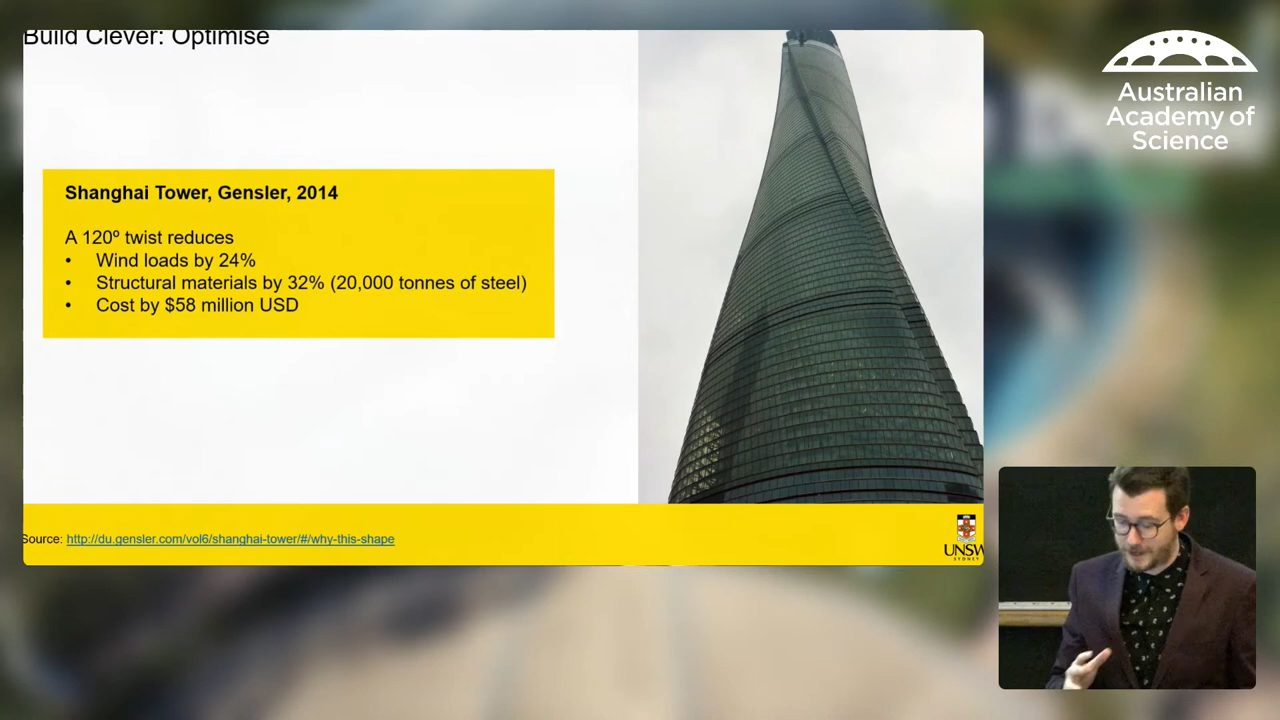 Build Clever: Optimise
Shanghai Tower, Gensler, 2014
A 120º twist reduces
• Wind loads by 24%
• Structural materials by 32% (20,000 tonnes of steel)
• Cost by $58 million USD
Source: http://du.gensler.com/vol6/shanghai-tower/#/why-this-shape
UNSW
SYDNEY
Australian
Academy of
Science